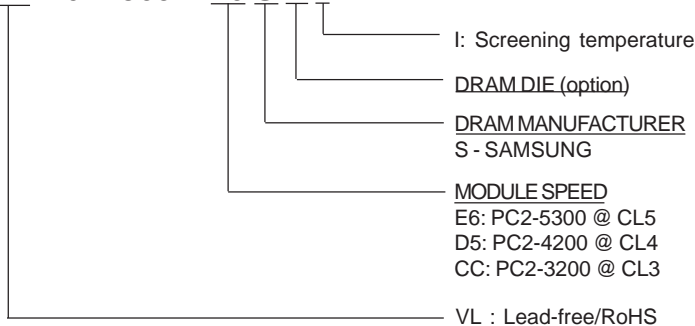 I: Screening temperature
DRAM DIE (option)
DRAM MANUFACTURER
S - SAMSUNG
MODULE SPEED
E6: PC2-5300 @ CL5
D5: PC2-4200 @ CL4
CC: PC2-3200 @ CL3
VL : Lead-free/RoHS